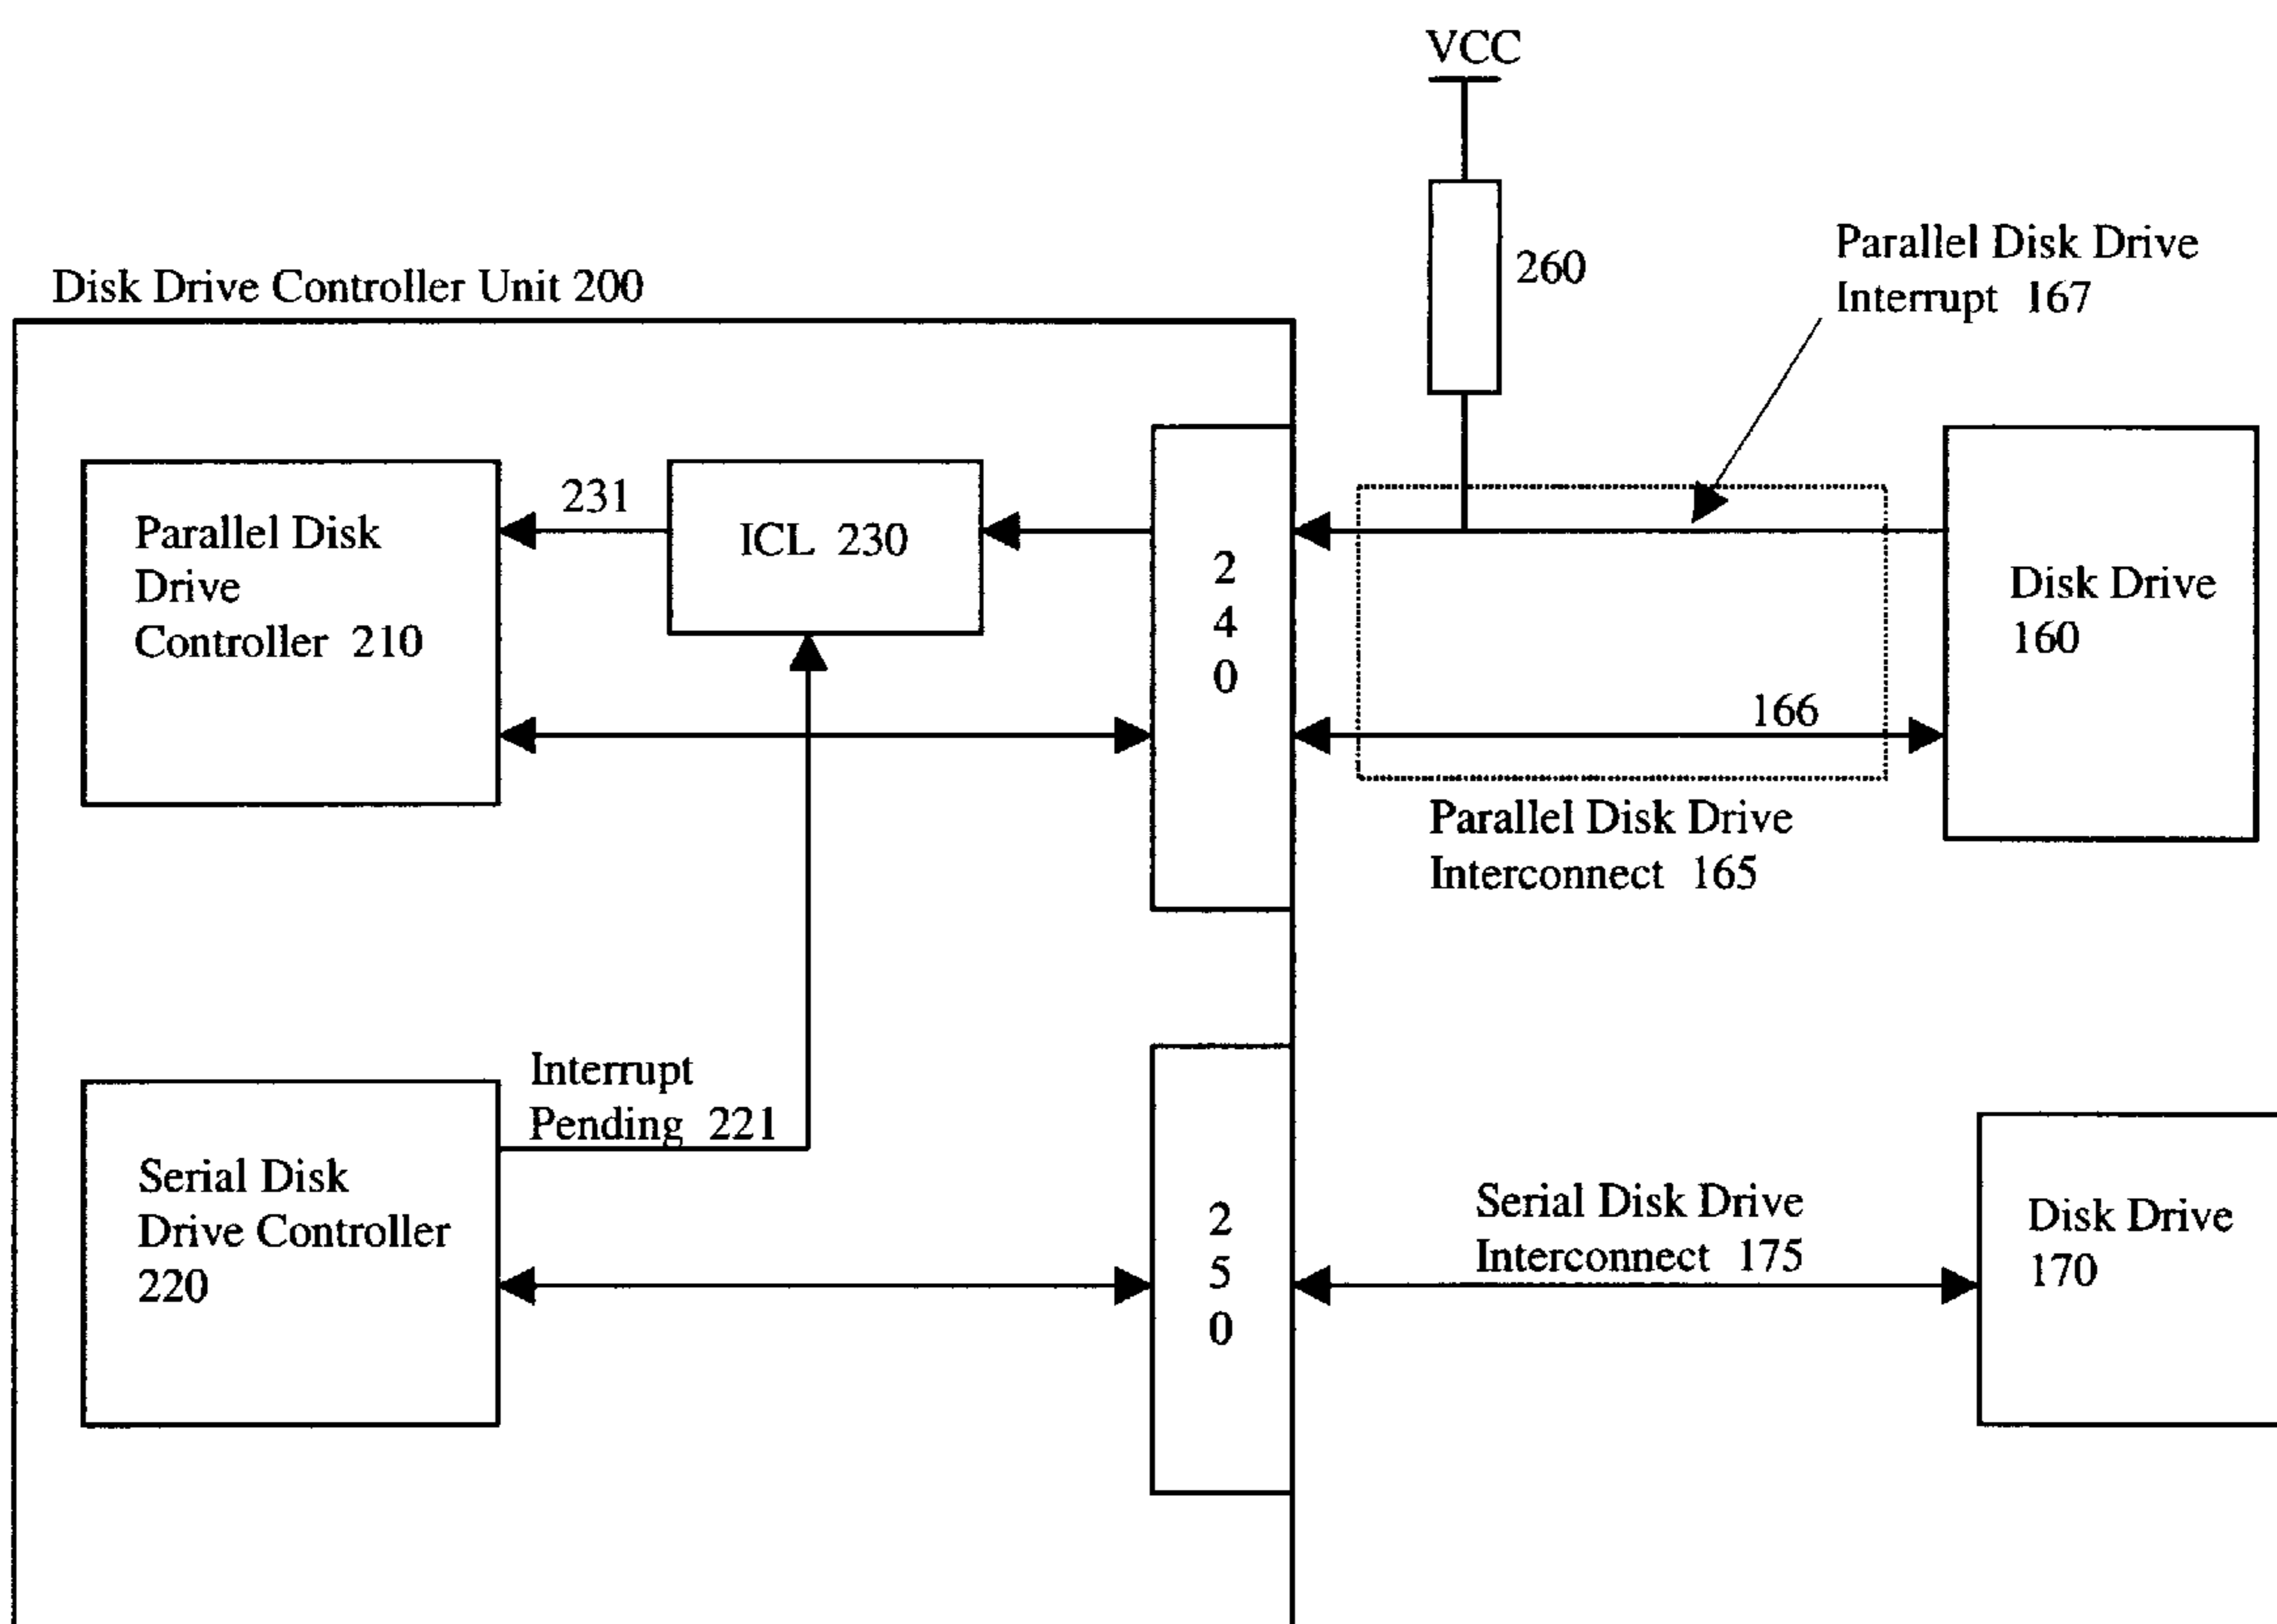 VCC
260
Parallel Disk Drive
Interrupt 167
Disk Drive Controller Unit 200
Parallel Disk
Drive
Controller 210
231
ICL 230
2
4
0
Disk Drive
160
166
Parallel Disk Drive
Interconnect 165
Interrupt
Pending 221
Serial Disk
Drive Controller
220
2
5
0
Serial Disk Drive
Interconnect 175
Disk Drive
170